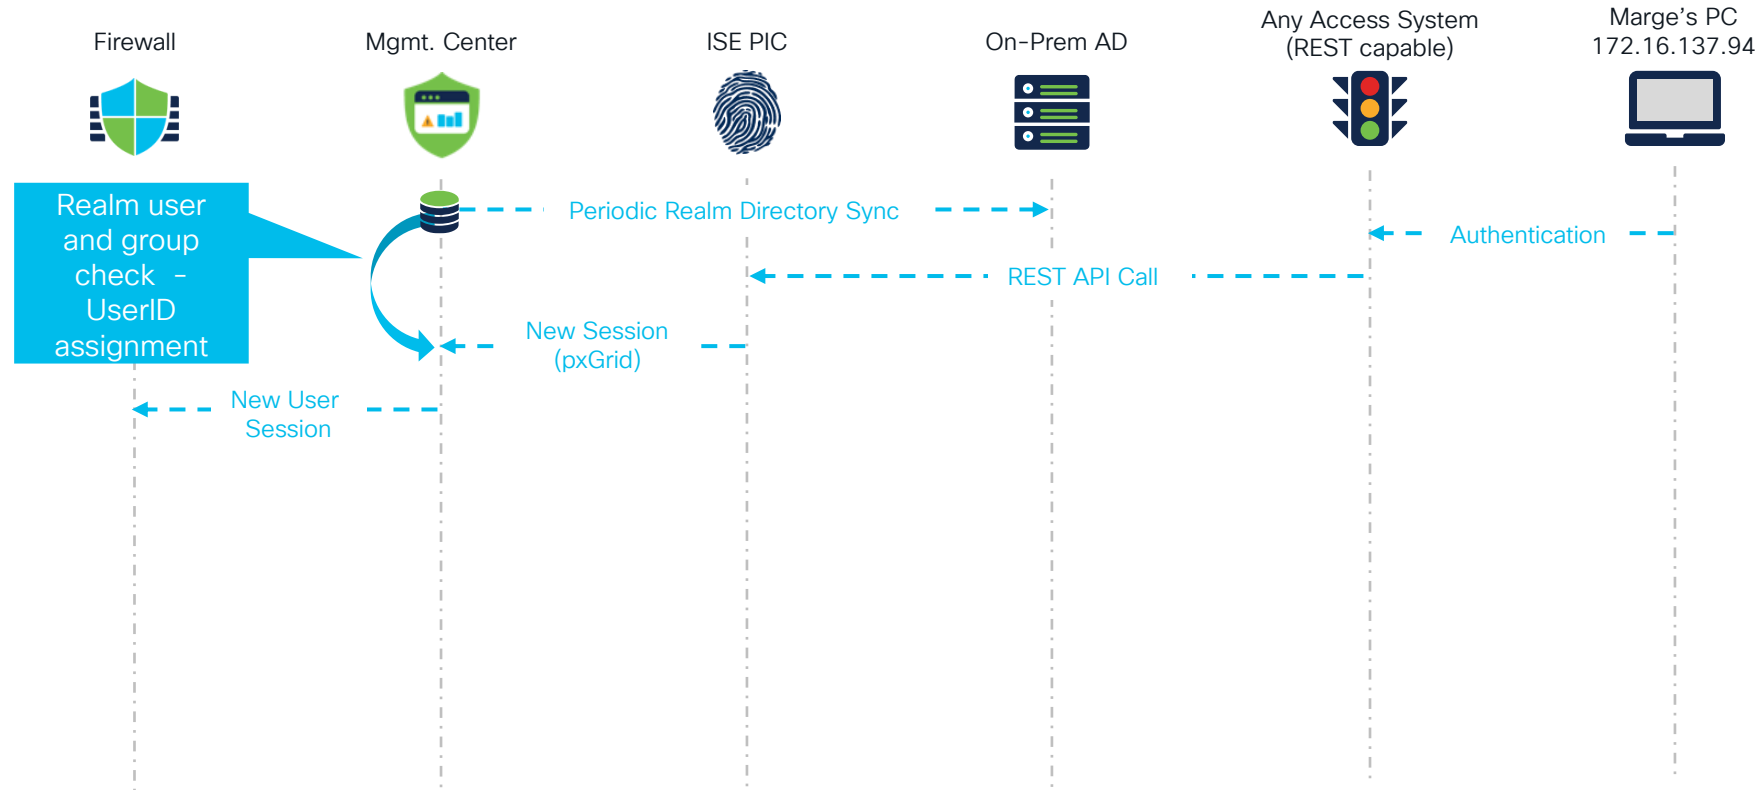 Firewall
Mgmt. Center
ISE PIC
On-Prem AD
Any Access System
(REST capable)
Marge's PC
172.16.137.94
Realm user
and group
check -
UserID
assignment
Periodic Realm Directory Sync
Authentication
REST API Call
New Session
(pxGrid)
New User
Session